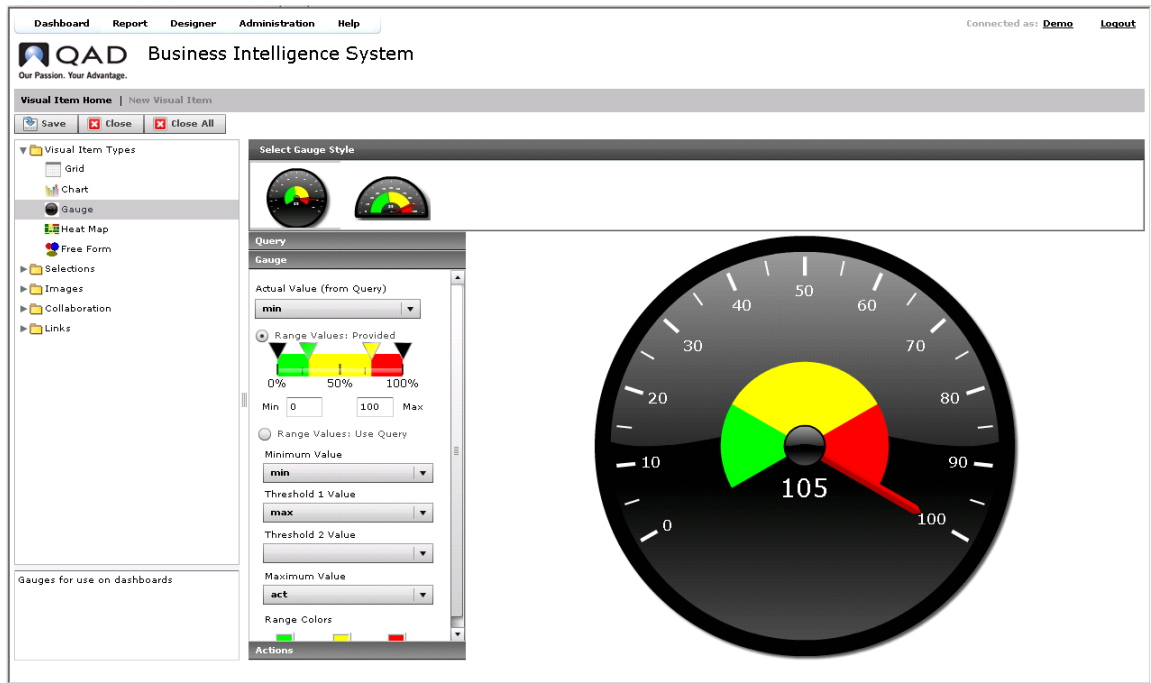 Dashboard Report Designer Administration Help Connected as: Demo Logout
QAD Business Intelligence System
Our Passion. Your Advantage.
Visual Item Home | New Visual Item
Save Close Close All
Visual Item Types
Grid
Chart
Gauge
Heat Map
Free Form
Selections
Images
Collaboration
Links
Gauges for use on dashboards
Select Gauge Style
Query
Gauge
Actual Value (from Query)
min
Range Values: Provided
0% 50% 100%
Min 0 100 Max
Range Values: Use Query
Minimum Value
min
Threshold 1 Value
max
Threshold 2 Value
Maximum Value
act
Range Colors
Actions
0
10
20
30
40
50
60
70
80
90
100
105